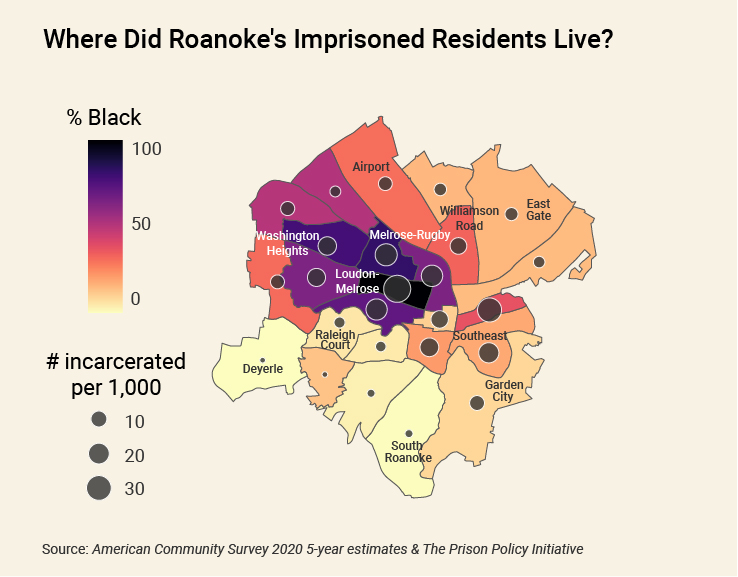 Where Did Roanoke's Imprisoned Residents Live?
% Black
100
50
0
# incarcerated
per 1,000
10
20
30
Airport
Williamson
Road
East
Gate
Washington
Heights
Melrose-Rugby
Loudon-
Melrose
Raleigh
Court
Southeast
Deyerle
Garden
City
South
Roanoke
Source: American Community Survey 2020 5-year estimates & The Prison Policy Initiative